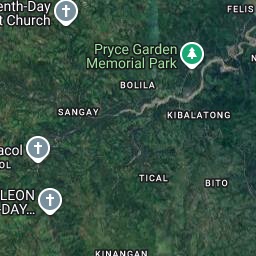 FELIS
enth-Day
t Church
Pryce Garden
Memorial Park
BOLILA
SANGAY
KIBALATONG
acol
OL
TICAL
BITO
LEON
-DAY...
KINANGAN